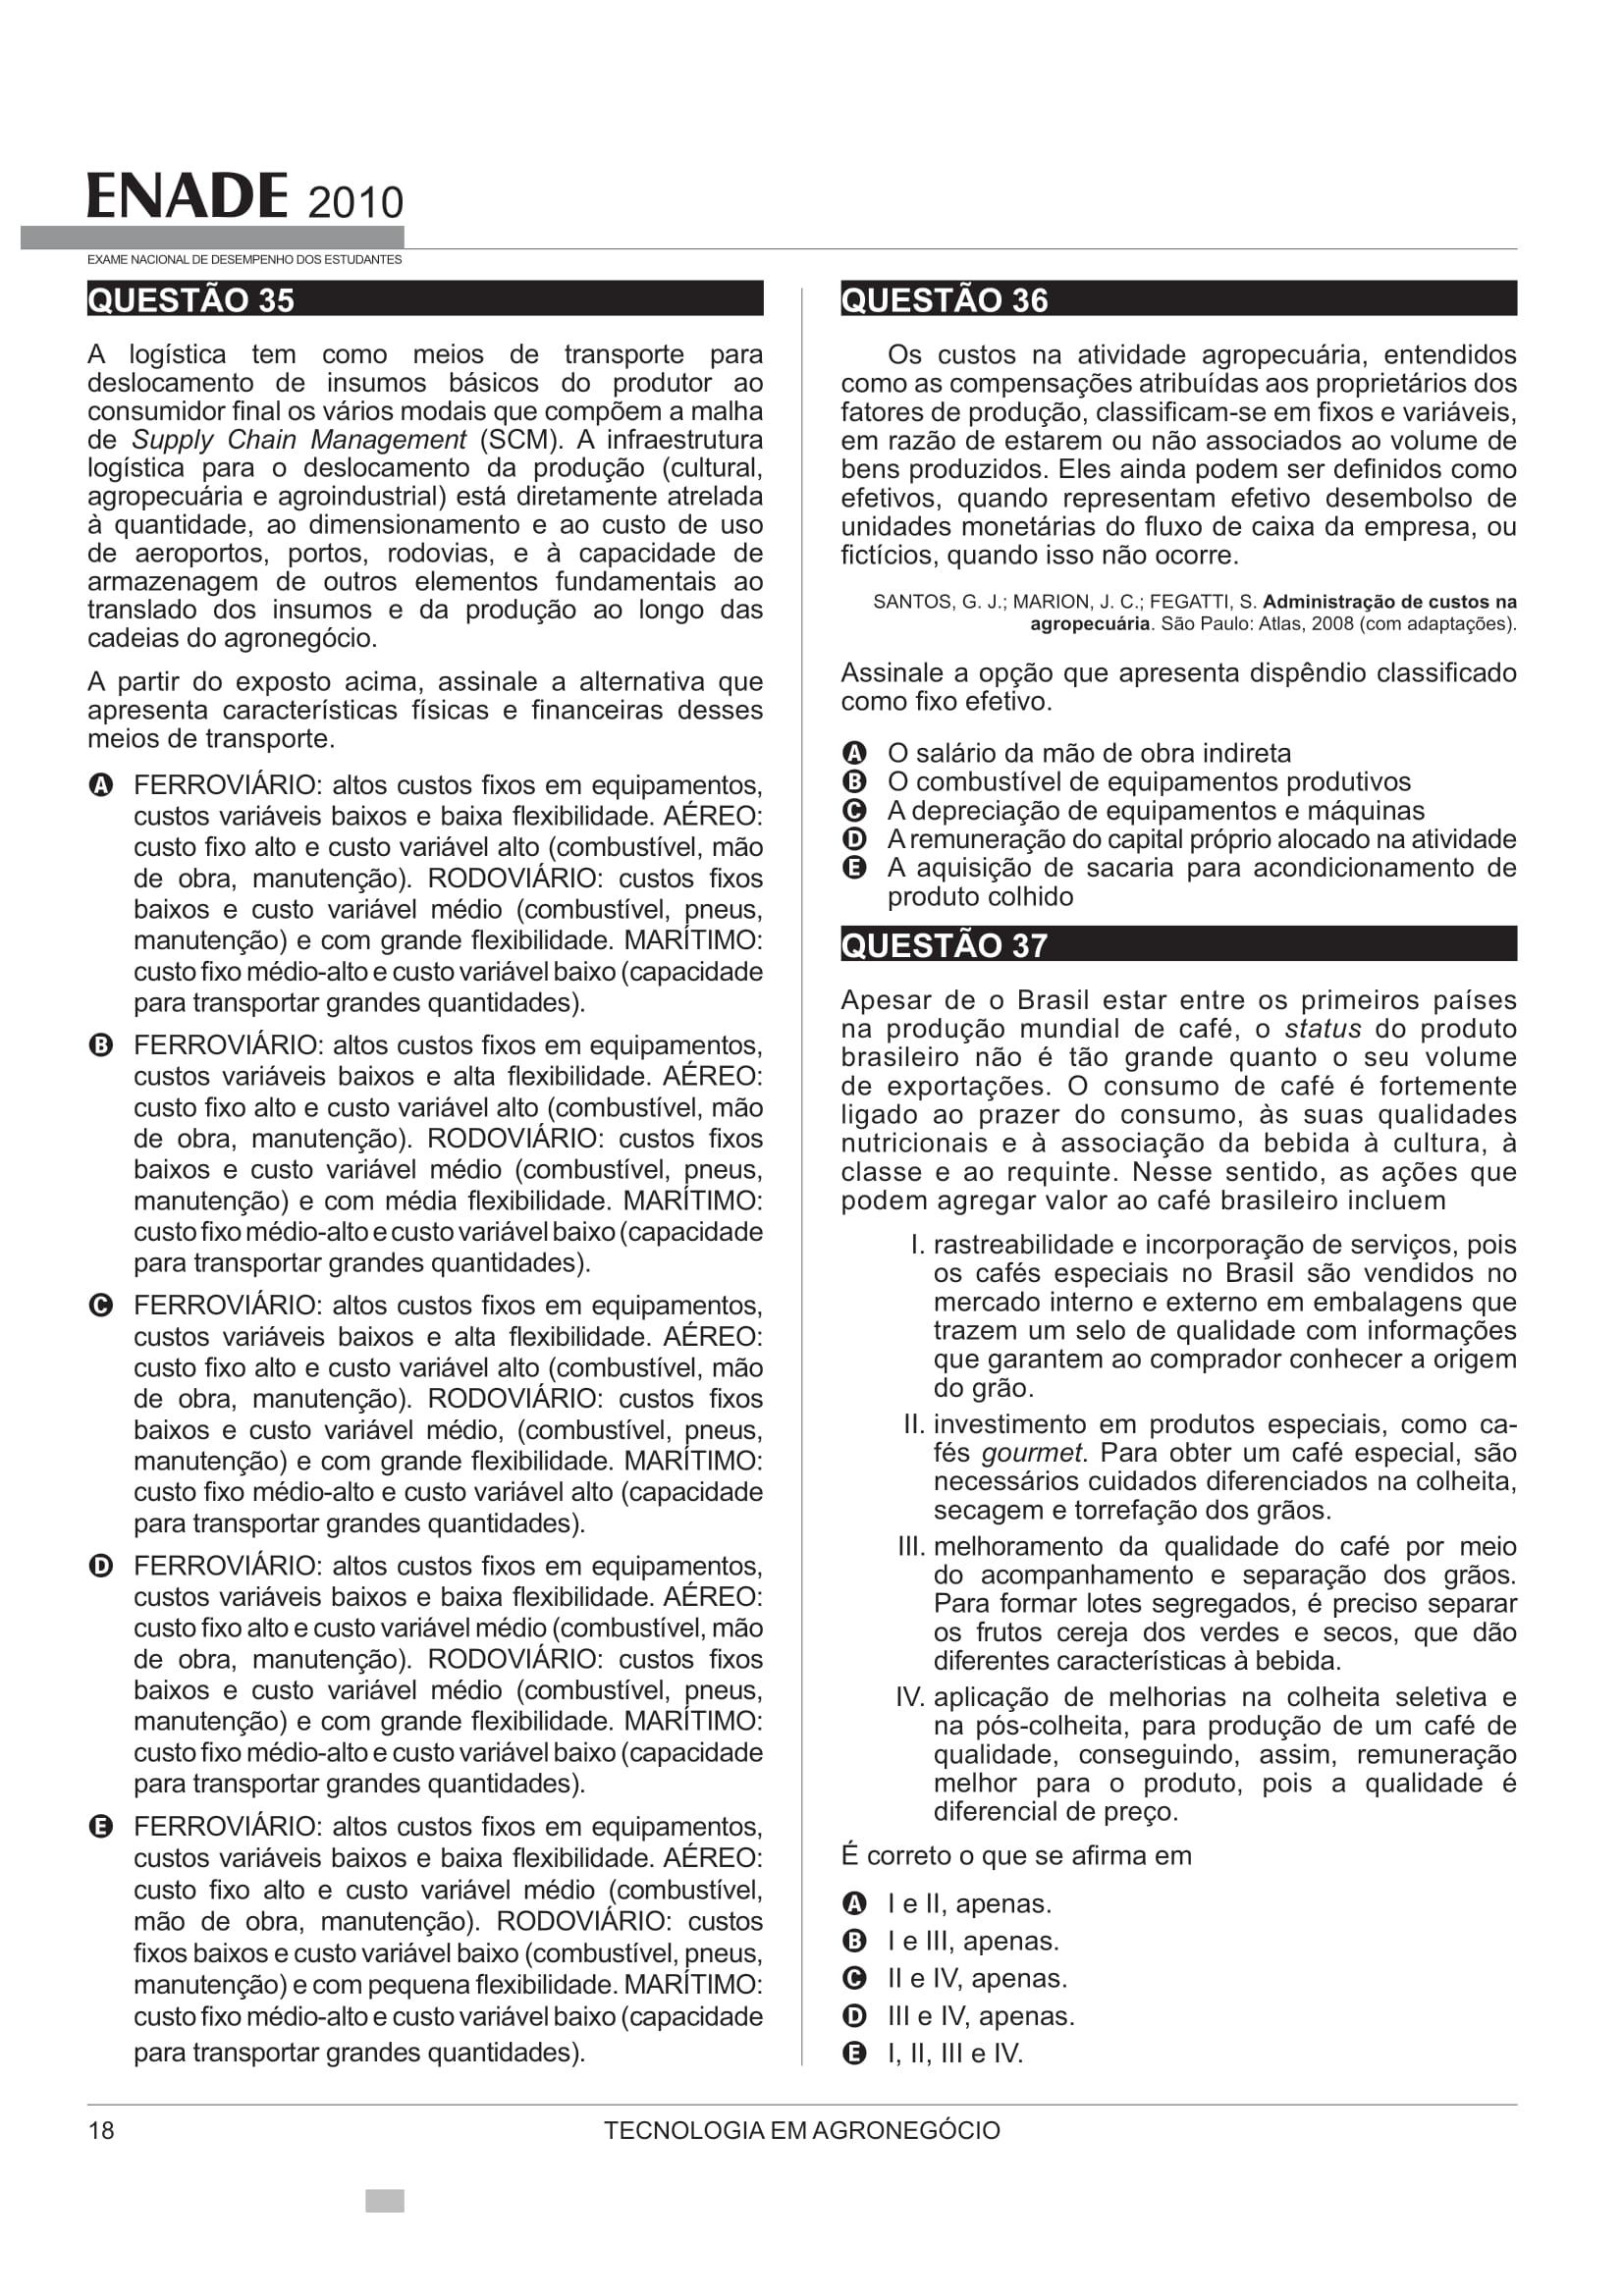 ENADE 2010
EXAME NACIONAL DE DESEMPENHO DOS ESTUDANTES
QUESTÃO 35
A logística tem como meios de transporte para
deslocamento de insumos básicos do produtor ao
consumidor final os vários modais que compõem a malha
de Supply Chain Management (SCM). A infraestrutura
logística para o deslocamento da produção (cultural,
agropecuária e agroindustrial) está diretamente atrelada
à quantidade, ao dimensionamento e ao custo de uso
de aeroportos, portos, rodovias, e à capacidade de
armazenagem de outros elementos fundamentais ao
translado dos insumos e da produção ao longo das
cadeias do agronegócio.
A partir do exposto acima, assinale a alternativa que
apresenta características físicas e financeiras desses
meios de transporte.
A FERROVIÁRIO: altos custos fixos em equipamentos,
custos variáveis baixos e baixa flexibilidade. AÉREO:
custo fixo alto e custo variável alto (combustível, mão
de obra, manutenção). RODOVIÁRIO: custos fixos
baixos e custo variável médio (combustível, pneus,
manutenção) e com grande flexibilidade. MARÍTIMO:
custo fixo médio-alto e custo variável baixo (capacidade
para transportar grandes quantidades).
B FERROVIÁRIO: altos custos fixos em equipamentos,
custos variáveis baixos e alta flexibilidade. AÉREO:
custo fixo alto e custo variável alto (combustível, mão
de obra, manutenção). RODOVIÁRIO: custos fixos
baixos e custo variável médio (combustível, pneus,
manutenção) e com média flexibilidade. MARÍTIMO:
custo fixo médio-alto e custo variável baixo (capacidade
para transportar grandes quantidades).
C FERROVIÁRIO: altos custos fixos em equipamentos,
custos variáveis baixos e alta flexibilidade. AÉREO:
custo fixo alto e custo variável alto (combustível, mão
de obra, manutenção). RODOVIÁRIO: custos fixos
baixos e custo variável médio, (combustível, pneus,
manutenção) e com grande flexibilidade. MARÍTIMO:
custo fixo médio-alto e custo variável alto (capacidade
para transportar grandes quantidades).
D FERROVIÁRIO: altos custos fixos em equipamentos,
custos variáveis baixos e baixa flexibilidade. AÉREO:
custo fixo alto e custo variável médio (combustível, mão
de obra, manutenção). RODOVIÁRIO: custos fixos
baixos e custo variável médio (combustível, pneus,
manutenção) e com grande flexibilidade. MARÍTIMO:
custo fixo médio-alto e custo variável baixo (capacidade
para transportar grandes quantidades).
E FERROVIÁRIO: altos custos fixos em equipamentos,
custos variáveis baixos e baixa flexibilidade. AÉREO:
custo fixo alto e custo variável médio (combustível,
mão de obra, manutenção). RODOVIÁRIO: custos
fixos baixos e custo variável baixo (combustível, pneus,
manutenção) e com pequena flexibilidade. MARÍTIMO:
custo fixo médio-alto e custo variável baixo (capacidade
para transportar grandes quantidades).
QUESTÃO 36
Os custos na atividade agropecuária, entendidos
como as compensações atribuídas aos proprietários dos
fatores de produção, classificam-se em fixos e variáveis,
em razão de estarem ou não associados ao volume de
bens produzidos. Eles ainda podem ser definidos como
efetivos, quando representam efetivo desembolso de
unidades monetárias do fluxo de caixa da empresa, ou
fictícios, quando isso não ocorre.
SANTOS, G. J.; MARION, J. C.; FEGATTI, S. Administração de custos na
agropecuária. São Paulo: Atlas, 2008 (com adaptações).
Assinale a opção que apresenta dispêndio classificado
como fixo efetivo.
A O salário da mão de obra indireta
B O combustível de equipamentos produtivos
C A depreciação de equipamentos e máquinas
D A remuneração do capital próprio alocado na atividade
E A aquisição de sacaria para acondicionamento de
produto colhido
QUESTÃO 37
Apesar de o Brasil estar entre os primeiros países
na produção mundial de café, o status do produto
brasileiro não é tão grande quanto o seu volume
de exportações. O consumo de café é fortemente
ligado ao prazer do consumo, às suas qualidades
nutricionais e à associação da bebida à cultura, à
classe e ao requinte. Nesse sentido, as ações que
podem agregar valor ao café brasileiro incluem
I. rastreabilidade e incorporação de serviços, pois
os cafés especiais no Brasil são vendidos no
mercado interno e externo em embalagens que
trazem um selo de qualidade com informações
que garantem ao comprador conhecer a origem
do grão.
II. investimento em produtos especiais, como ca-
fés gourmet. Para obter um café especial, são
necessários cuidados diferenciados na colheita,
secagem e torrefação dos grãos.
III. melhoramento da qualidade do café por meio
do acompanhamento e separação dos grãos.
Para formar lotes segregados, é preciso separar
os frutos cereja dos verdes e secos, que dão
diferentes características à bebida.
IV. aplicação de melhorias na colheita seletiva e
na pós-colheita, para produção de um café de
qualidade, conseguindo, assim, remuneração
melhor para o produto, pois a qualidade é
diferencial de preço.
É correto o que se afirma em
A I e II, apenas.
B I e III, apenas.
C II e IV, apenas.
D III e IV, apenas.
E I, II, III e IV.
18
TECNOLOGIA EM AGRONEGÓCIO